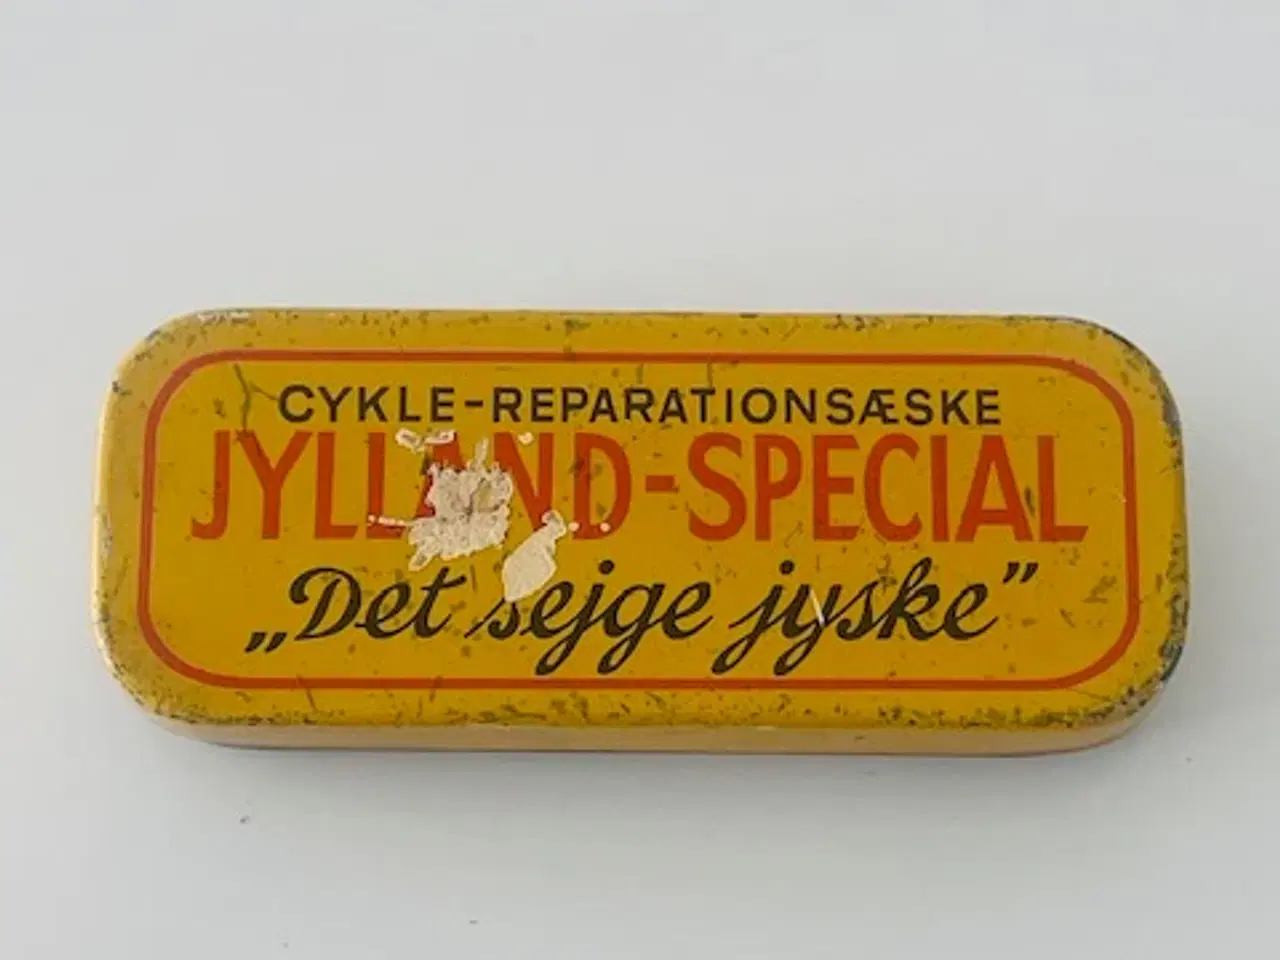 CYKLE-REPARATIONSÆSKE
JYLLAND-SPECIAL
„Det sejge jyske”